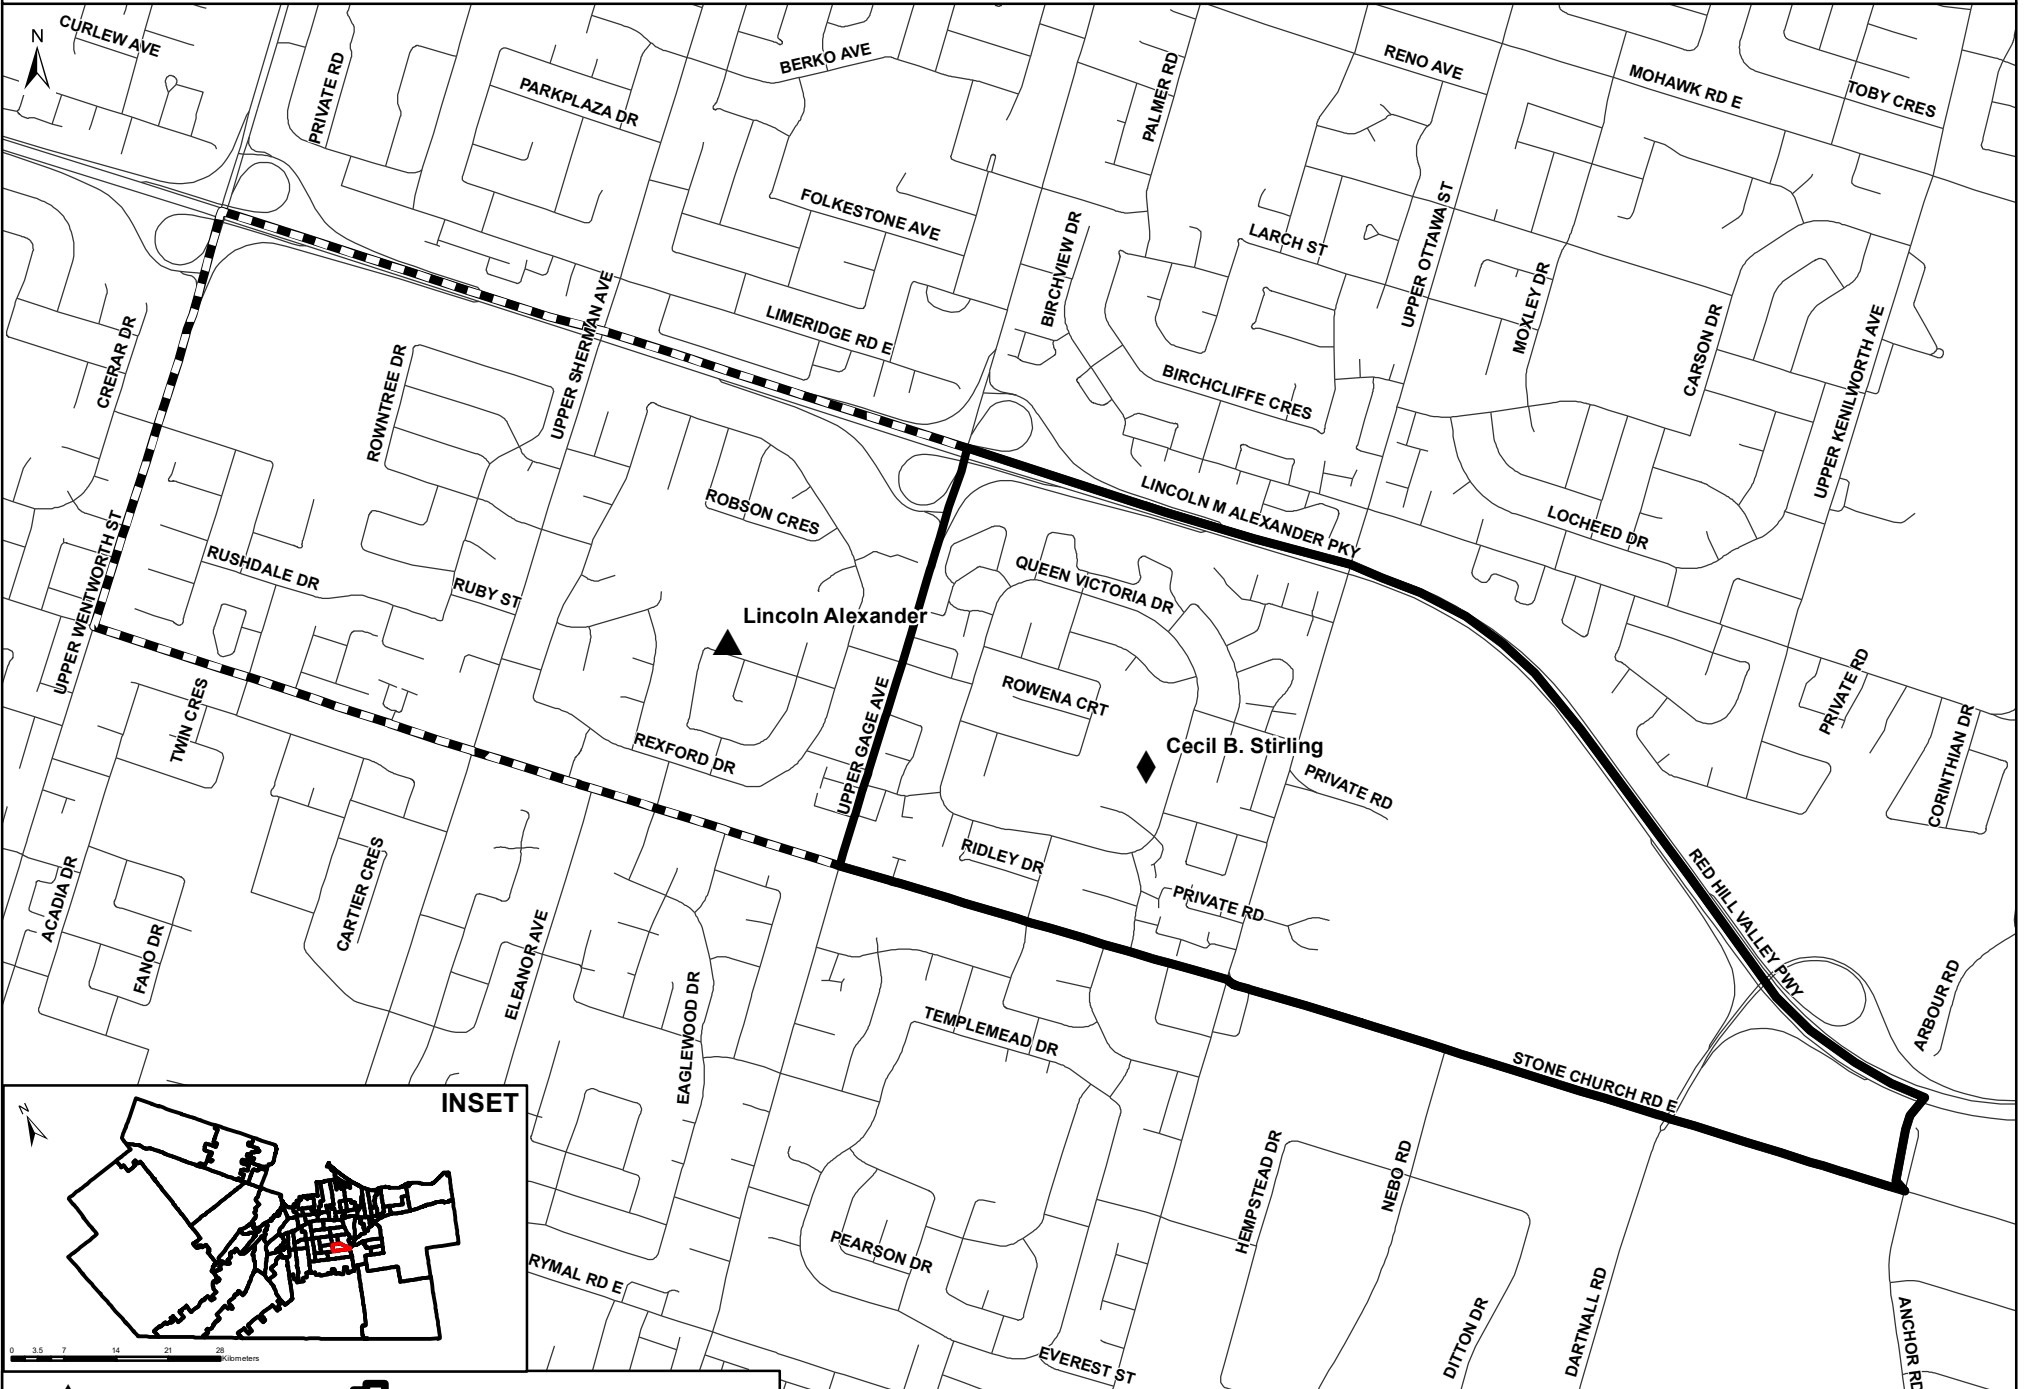 CURLEW AVE
N
PRIVATE RD
PARKPLAZA DR
BERKO AVE
PALMER RD
RENO AVE
MOHAWK RD E
TOBY CRES
FOLKESTONE AVE
BIRCHVIEW DR
LARCH ST
UPPER OTTAWA ST
MOXLEY DR
CARSON DR
UPPER KENILWORTH AVE
CRERAR DR
ROWNTREE DR
UPPER SHERMAN AVE
LIMERIDGE RD E
BIRCHCLIFFE CRES
LINCOLN M ALEXANDER PKY
LOCHEED DR
ROBSON CRES
UPPER WENTWORTH ST
RUSHDALE DR
RUBY ST
QUEEN VICTORIA DR
Lincoln Alexander
ROWENA CRT
PRIVATE RD
CORINTHIAN DR
TWIN CRES
REXFORD DR
UPPER GAGE AVE
Cecil B. Stirling
PRIVATE RD
RIDLEY DR
PRIVATE RD
RED HILL VALLEY PWY
ARBOUR RD
ACADIA DR
FANO DR
CARTIER CRES
ELEANOR AVE
EAGLEWOOD DR
TEMPLEMEAD DR
STONE CHURCH RD E
HEMPSTEAD DR
NEBO RD
PEARSON DR
RYMAL RD E
EVEREST ST
DITTON DR
DARTNALL RD
ANCHOR RD
INSET
N
0 3.5 7 14 21 28
Kilometers